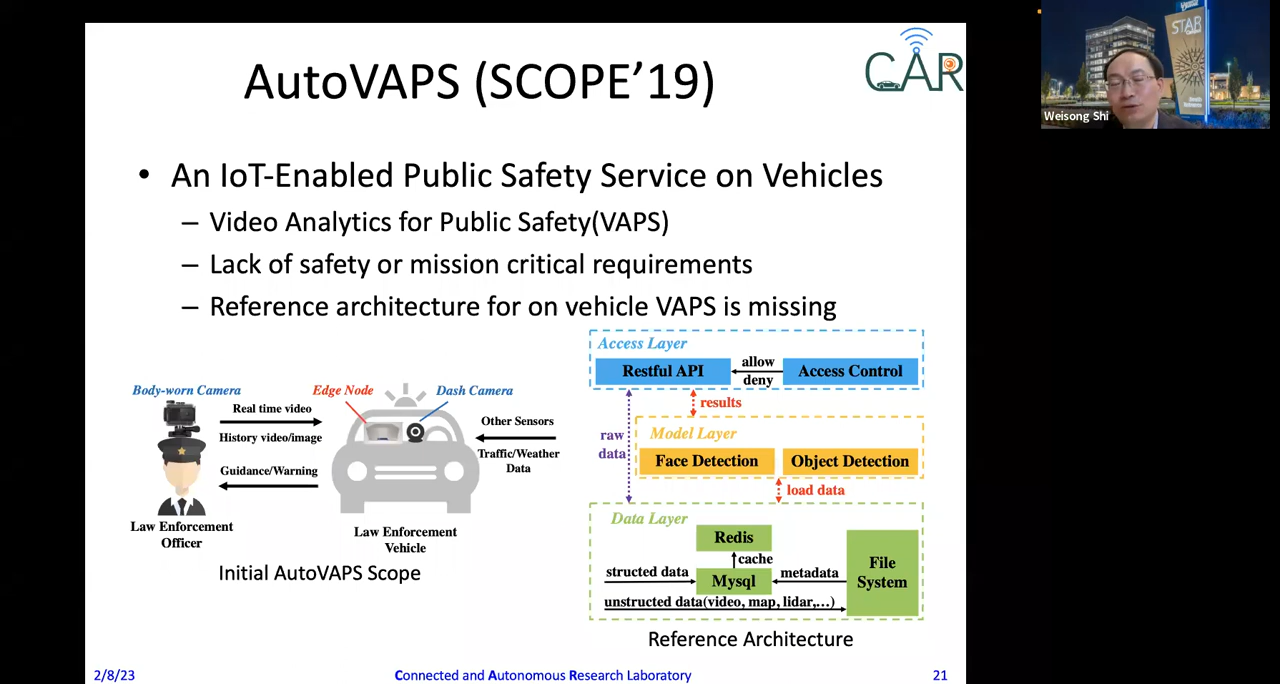 AutoVAPS (SCOPE’19)
CAR
STAR
Weisong Shi
• An IoT-Enabled Public Safety Service on Vehicles
– Video Analytics for Public Safety(VAPS)
– Lack of safety or mission critical requirements
– Reference architecture for on vehicle VAPS is missing
Body-worn Camera
Edge Node
Dash Camera
Real time video
History video/image
Guidance/Warning
Other Sensors
Traffic/Weather
Data
Law Enforcement
Officer
Law Enforcement
Vehicle
Initial AutoVAPS Scope
Access Layer
Restful API
allow
deny
Access Control
results
raw
data
Model Layer
Face Detection
Object Detection
load data
Data Layer
Redis
cache
structed data
Mysql
metadata
File
System
unstructed data(video, map, lidar,...)
Reference Architecture
2/8/23
Connected and Autonomous Research Laboratory
21